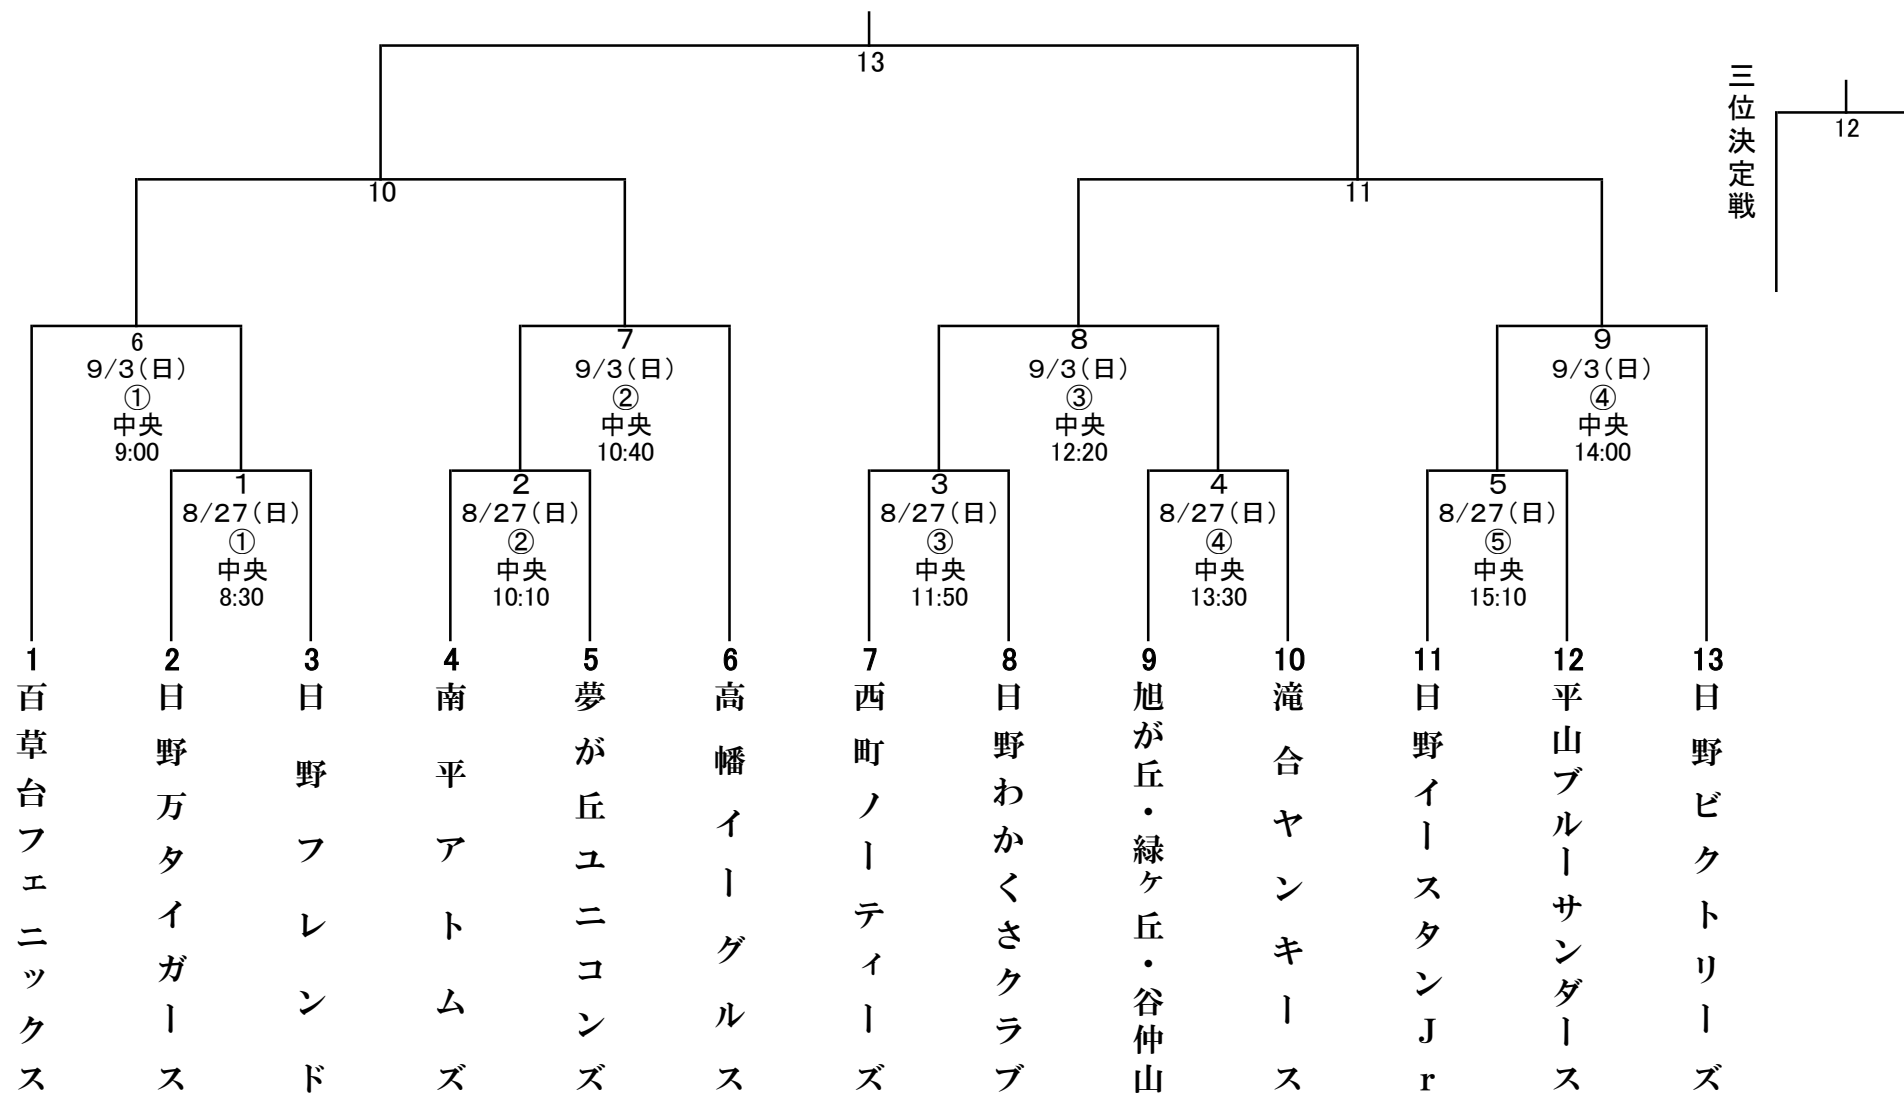 13
三位決定戦
12
10
11
6
9/3(日)
①
中央
9:00
7
9/3(日)
②
中央
10:40
8
9/3(日)
③
中央
12:20
9
9/3(日)
④
中央
14:00
1
8/27(日)
①
中央
8:30
2
8/27(日)
②
中央
10:10
3
8/27(日)
③
中央
11:50
4
8/27(日)
④
中央
13:30
5
8/27(日)
⑤
中央
15:10
1
百草台フェニックス
2
日野万タイガース
3
日野フレンド
4
南平アトムズ
5
夢が丘ユニコンズ
6
高幡イーグルス
7
西町ノーティーズ
8
日野わかくさクラブ
9
旭が丘・緑ケ丘・谷仲山
10
滝合ヤンキース
11
日野イースタンJr
12
平山ブルーサンダース
13
日野ビクトリーズ